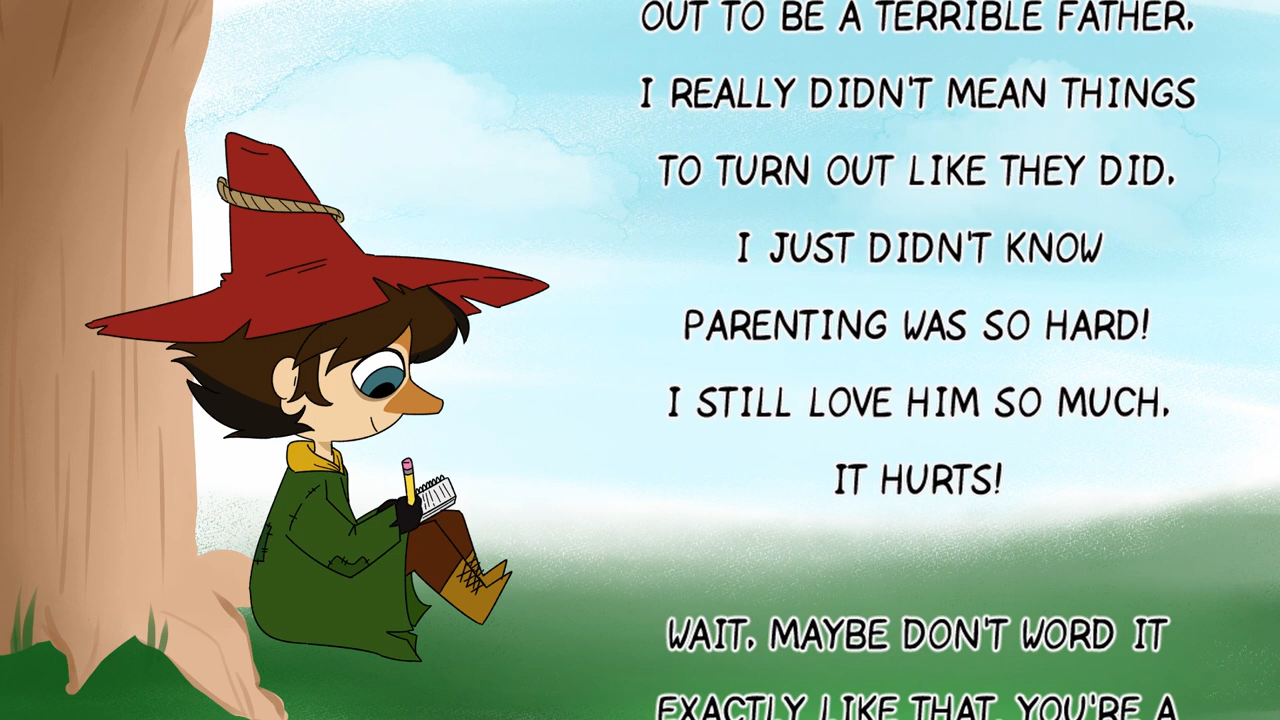 OUT TO BE A TERRIBLE FATHER.
I REALLY DIDN'T MEAN THINGS
TO TURN OUT LIKE THEY DID.
I JUST DIDN'T KNOW
PARENTING WAS SO HARD!
I STILL LOVE HIM SO MUCH.
IT HURTS!
WAIT. MAYBE DON'T WORD IT
EXACTLY LIKE THAT. YOU'RE A